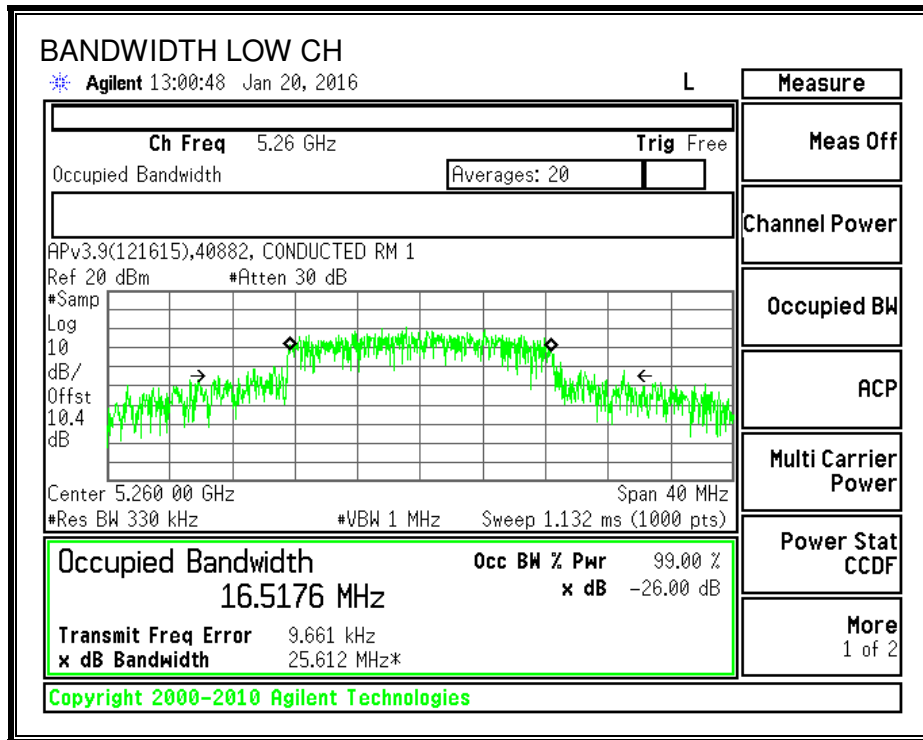 BANDWIDTH LOW CH
Agilent 13:00:48 Jan 20, 2016 L
Measure
Ch Freq 5.26 GHz Trig Free
Meas Off
Occupied Bandwidth Averages: 20
Channel Power
APv3.9(121615),40882, CONDUCTED RM 1
Ref 20 dBm #Atten 30 dB
#Samp
Log
10
dB/
Offst
10.4
dB
Occupied BW
ACP
Multi Carrier
Power
Center 5.260 00 GHz Span 40 MHz
#Res BW 330 kHz #VBW 1 MHz Sweep 1.132 ms (1000 pts)
Power Stat
CCDF
Occupied Bandwidth Occ BW % Pwr 99.00 %
16.5176 MHz x dB -26.00 dB
Transmit Freq Error 9.661 kHz
x dB Bandwidth 25.612 MHz*
More
1 of 2
Copyright 2000-2010 Agilent Technologies